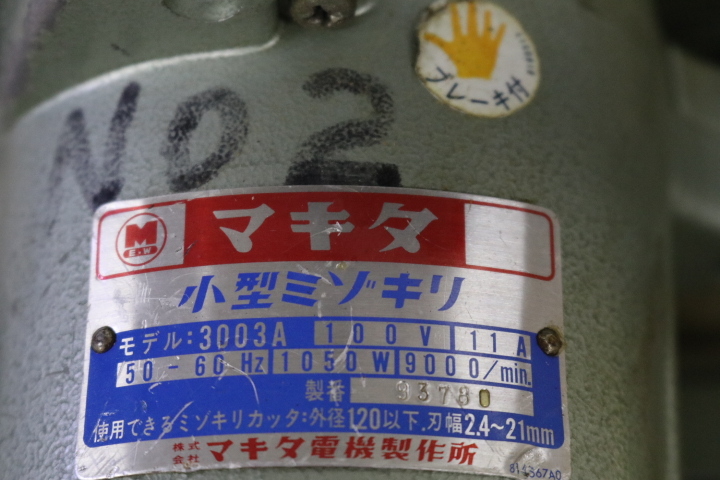 ブレーキ付
NO2
M
E.W
マキタ
小型ミゾキリ
モデル:3003A 100V 11A
50-60Hz 1050W 9000/min.
製番 93780
使用できるミゾキリカッタ:外径120以下.刃幅2.4~21mm
株式会社 マキタ電機製作所